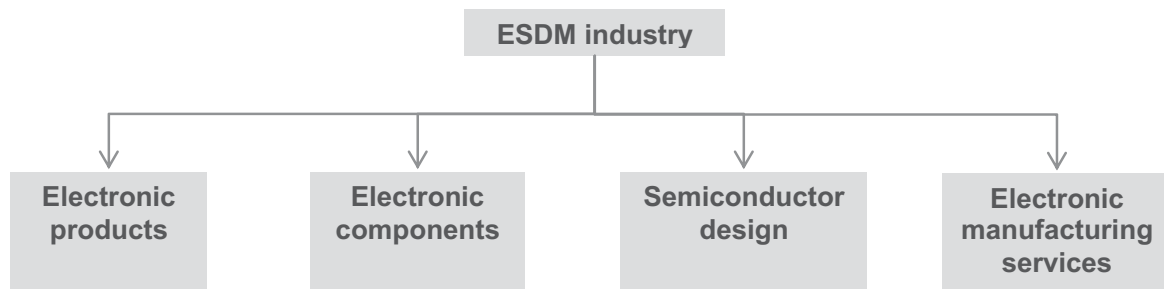 ESDM industry
Electronic
products
Electronic
components
Semiconductor
design
Electronic
manufacturing
services